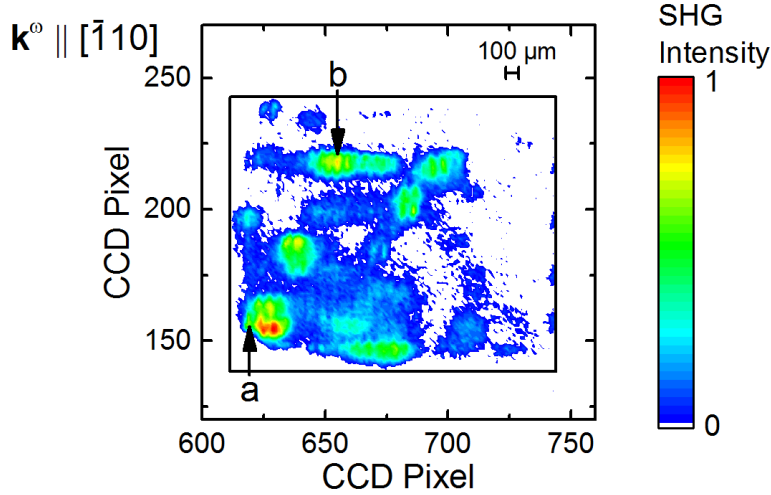 k^ω || [1̄10]
SHG
Intensity
100 μm
b
a
250
200
150
600
650
700
750
CCD Pixel
CCD Pixel
1
0